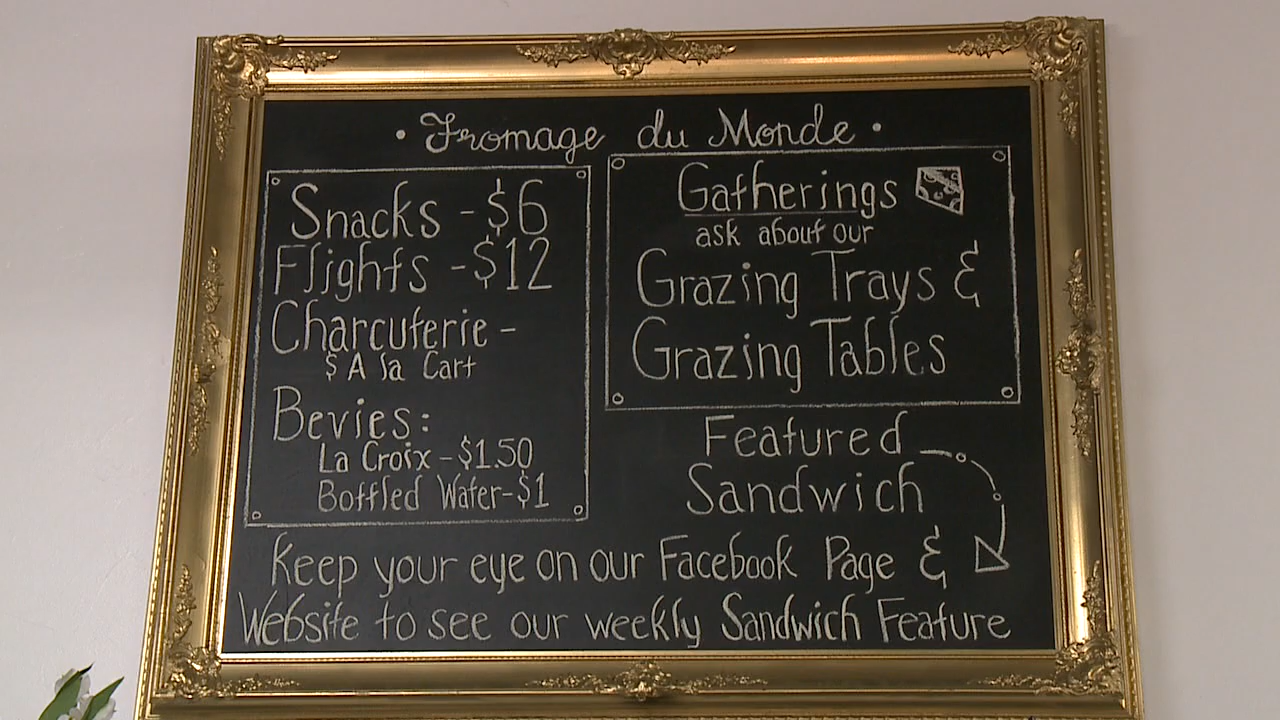 • Fromage du Monde •
Snacks - $6
Flights - $12
Charcuterie -
$ A la Cart
Bevies:
La Croix - $1.50
Bottled Water - $1
Gatherings
ask about our
Grazing Trays &
Grazing Tables
Featured
Sandwich
Keep your eye on our Facebook Page &
Website to see our weekly Sandwich Feature